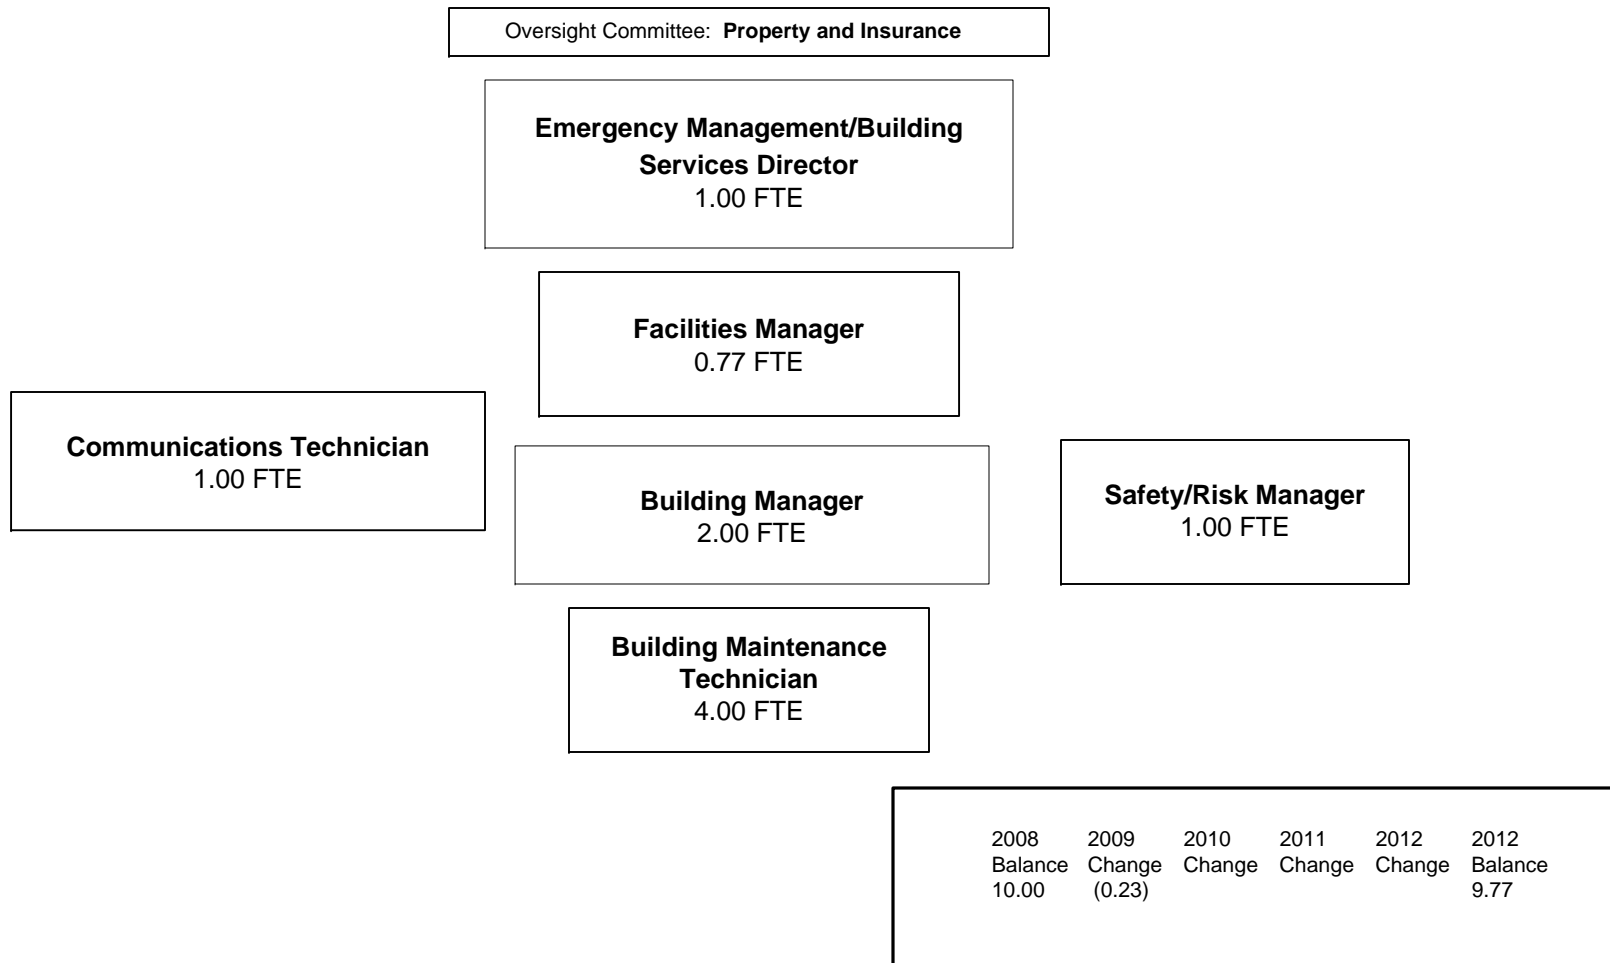 Oversight Committee: Property and Insurance
Emergency Management/Building
Services Director
1.00 FTE
Facilities Manager
0.77 FTE
Communications Technician
1.00 FTE
Building Manager
2.00 FTE
Safety/Risk Manager
1.00 FTE
Building Maintenance
Technician
4.00 FTE
2008 2009 2010 2011 2012 2012
Balance Change Change Change Change Balance
10.00 (0.23) 9.77